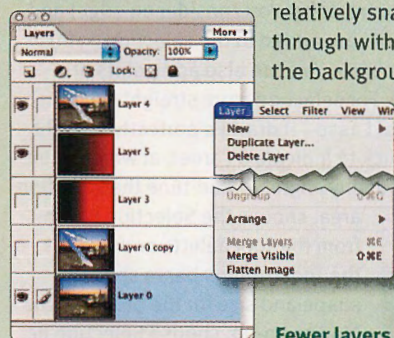 relatively sna
through with
the backgrou
Layers
More
Normal
Opacity: 100%
Lock:
Layer 4
Layer 5
Layer 3
Layer 0 copy
Layer 0
Layer Select Filter View Win
New
Duplicate Layer...
Delete Layer
Ungroup ⇧⌘G
Arrange
Merge Layers ⌘E
Merge Visible ⇧⌘E
Flatten Image
Fewer layers